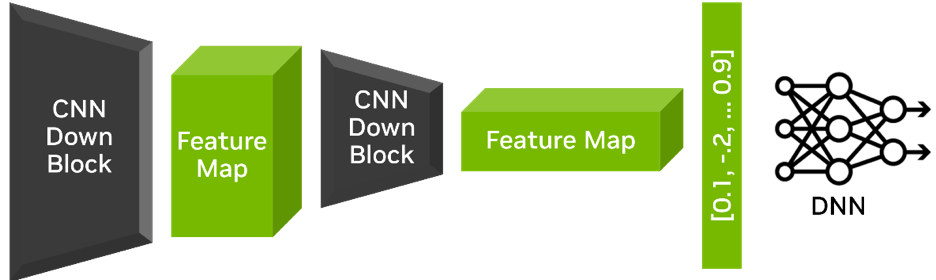 CNN
Down
Block
Feature
Map
CNN
Down
Block
Feature Map
[0.1, -.2, ... 0.9]
DNN